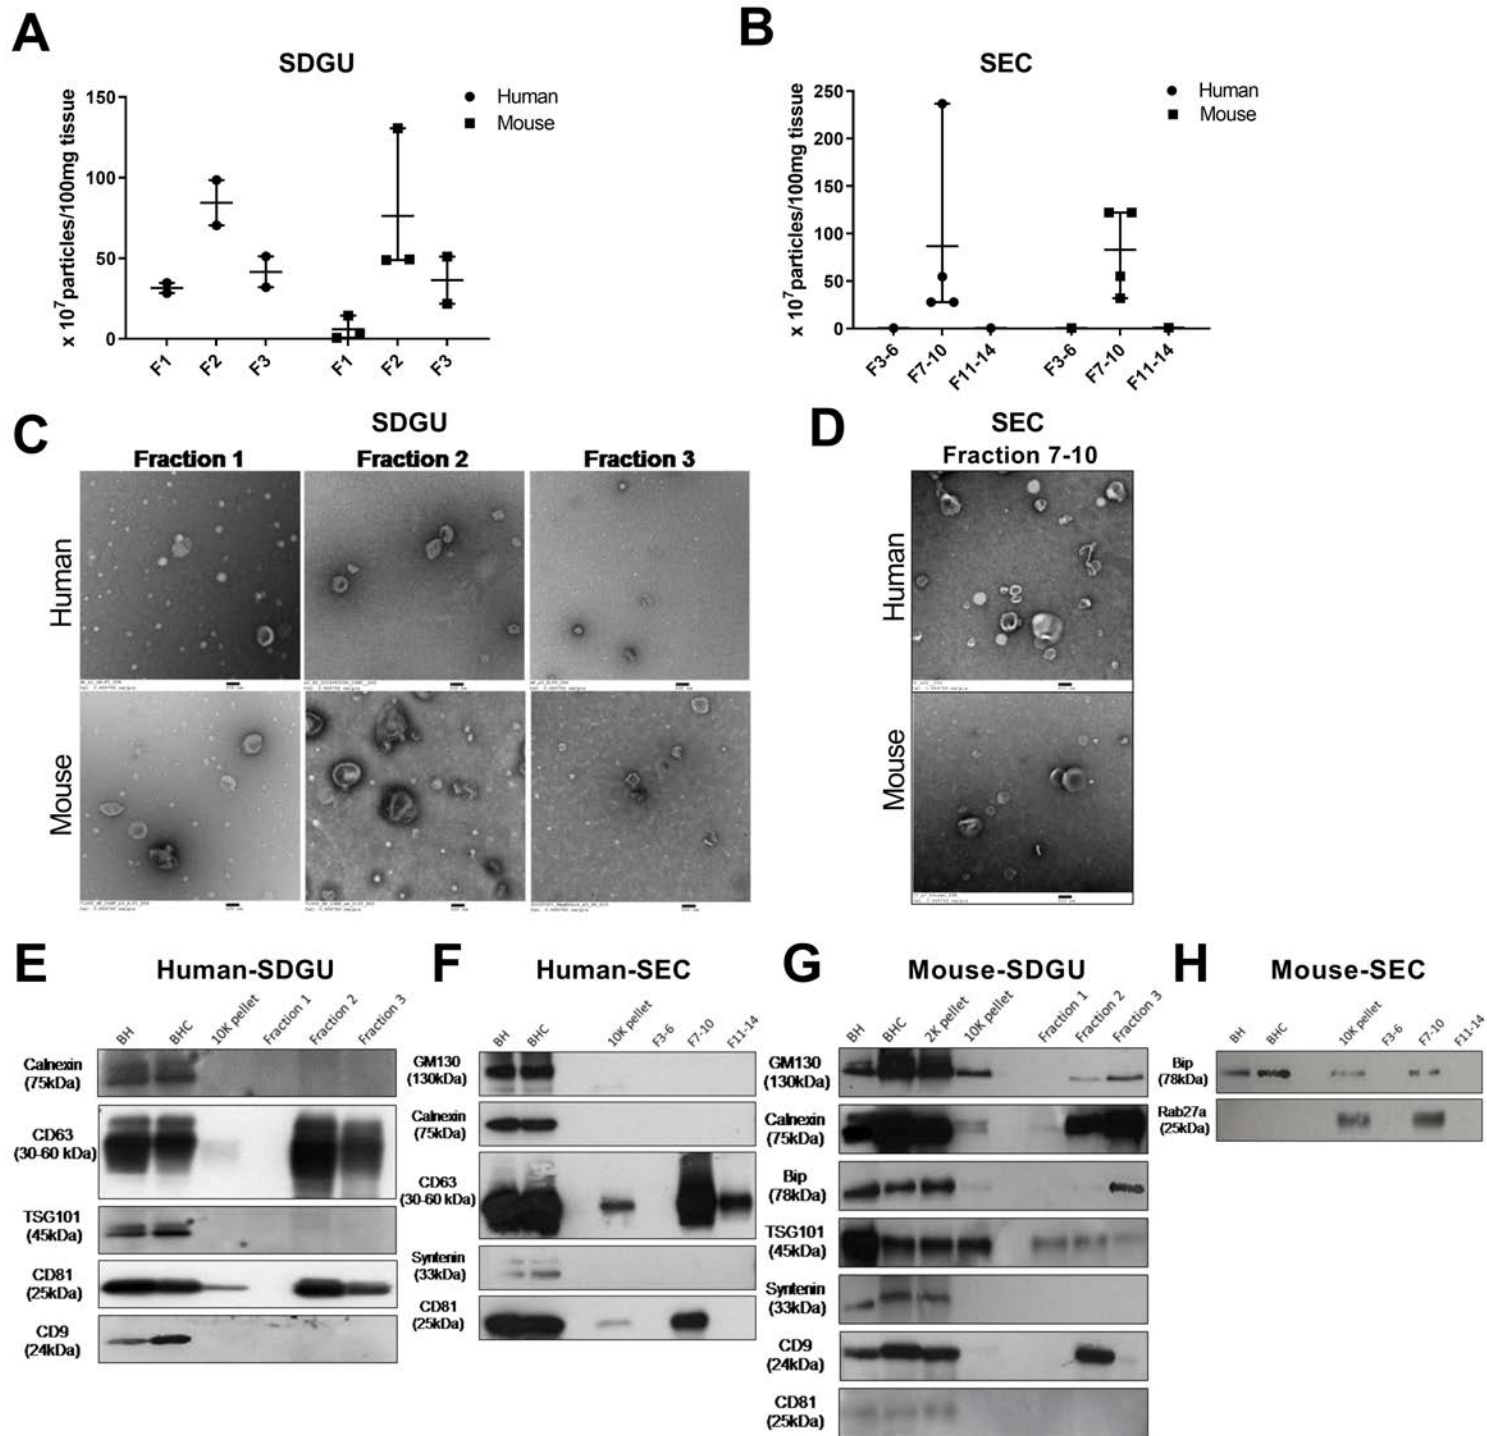 A
SDGU
x 10⁷ particles/100mg tissue
150
100
50
0
Human
Mouse
F1
F2
F3
F1
F2
F3
B
SEC
x 10⁷ particles/100mg tissue
250
200
150
100
50
0
Human
Mouse
F3-6
F7-10
F11-14
F3-6
F7-10
F11-14
C
SDGU
Fraction 1
Fraction 2
Fraction 3
Human
Mouse
D
SEC
Fraction 7-10
Human
Mouse
E
Human-SDGU
BH
BHC
10K pellet
Fraction 1
Fraction 2
Fraction 3
Calnexin
(75kDa)
CD63
(30-60 kDa)
TSG101
(45kDa)
CD81
(25kDa)
CD9
(24kDa)
F
Human-SEC
BH
BHC
10K pellet
F3-6
F7-10
F11-14
GM130
(130kDa)
Calnexin
(75kDa)
CD63
(30-60 kDa)
Syntenin
(33kDa)
CD81
(25kDa)
G
Mouse-SDGU
BH
BHC
2K pellet
10K pellet
Fraction 1
Fraction 2
Fraction 3
GM130
(130kDa)
Calnexin
(75kDa)
Bip
(78kDa)
TSG101
(45kDa)
Syntenin
(33kDa)
CD9
(24kDa)
CD81
(25kDa)
H
Mouse-SEC
BH
BHC
10K pellet
F3-6
F7-10
F11-14
Bip
(78kDa)
Rab27a
(25kDa)